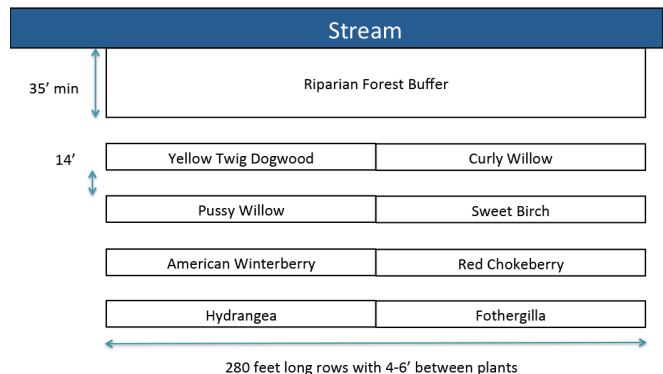 Stream
Riparian Forest Buffer
35’ min
14’
Yellow Twig Dogwood Curly Willow
Pussy Willow Sweet Birch
American Winterberry Red Chokeberry
Hydrangea Fothergilla
280 feet long rows with 4-6’ between plants